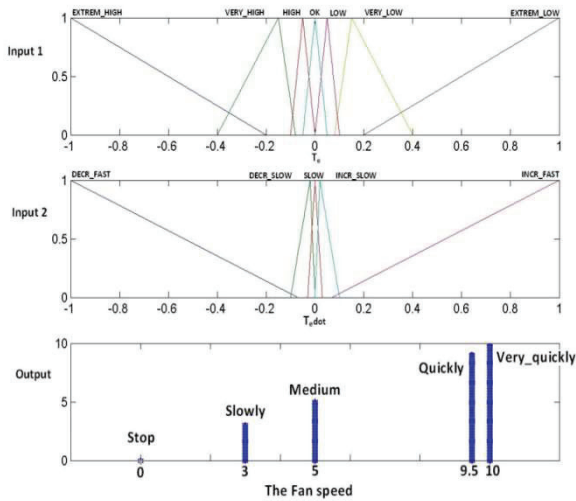 EXTREM_HIGH VERY_HIGH HIGH OK LOW VERY_LOW EXTREM_LOW
1
Input 1
0.5
0
-1 -0.8 -0.6 -0.4 -0.2 0 0.2 0.4 0.6 0.8 1
T_e
DECR_FAST DECR_SLOW SLOW INCR_SLOW INCR_FAST
1
Input 2
0.5
0
-1 -0.8 -0.6 -0.4 -0.2 0 0.2 0.4 0.6 0.8 1
T_edot
10
Output
Quickly Very_quickly
Medium
5
Slowly
Stop
0
0 3 5 9.5 10
The Fan speed